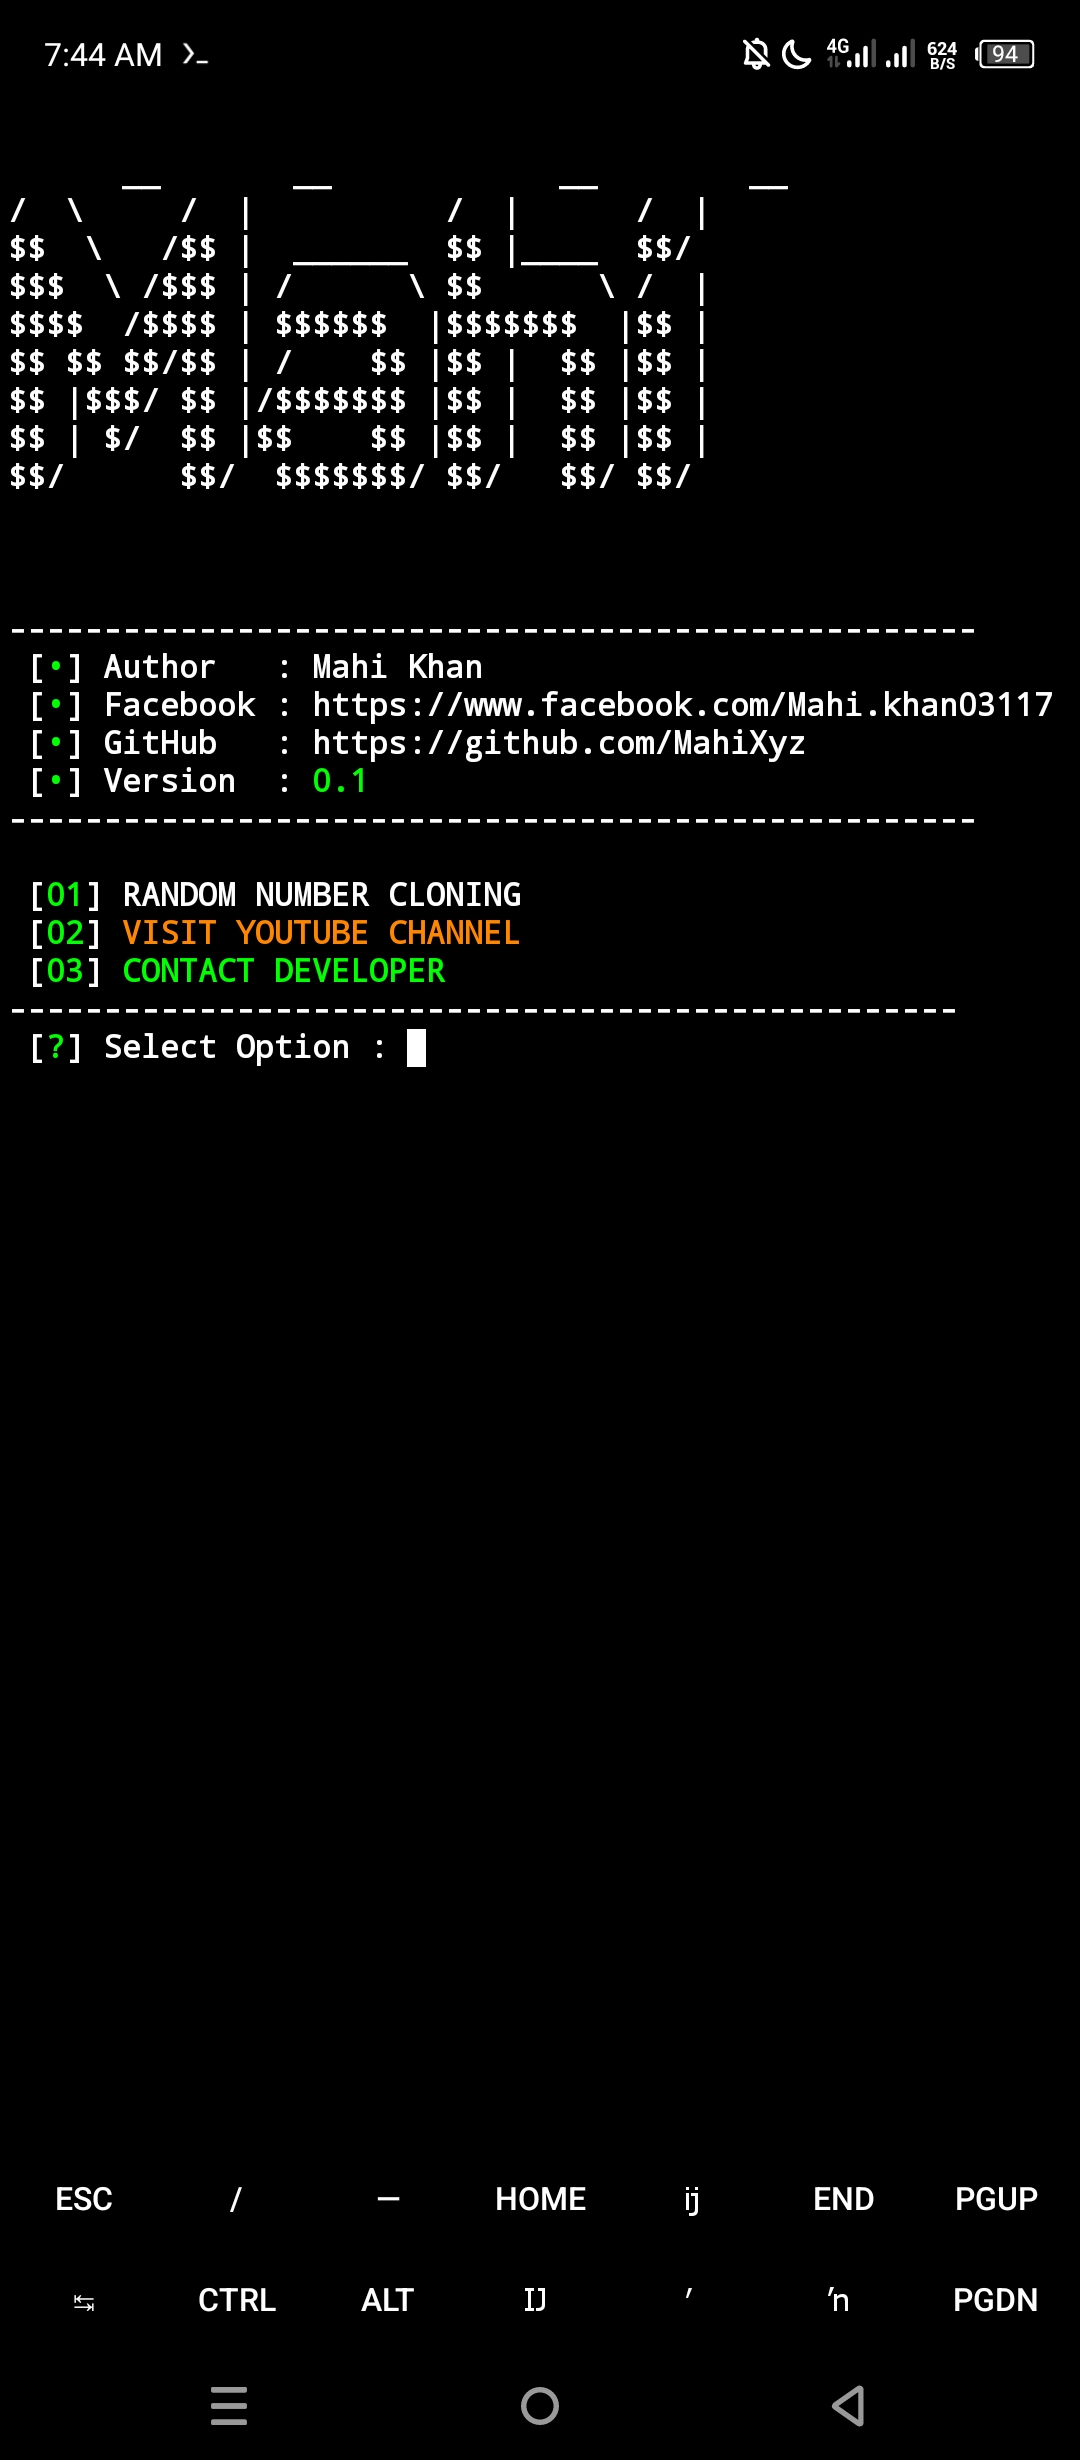 7:44 AM
4G 624 B/S 94
      __       __            __        __
/  \     /  |          /  |      /  |
$$  \   /$$ |  ______  $$ |____  $$/
$$$  \ /$$$ | /      \ $$      \ /  |
$$$$  /$$$$ | $$$$$$  |$$$$$$$  |$$ |
$$ $$ $$/$$ | /    $$ |$$ |  $$ |$$ |
$$ |$$$/ $$ |/$$$$$$$ |$$ |  $$ |$$ |
$$ | $/  $$ |$$    $$ |$$ |  $$ |$$ |
$$/      $$/  $$$$$$$/ $$/   $$/ $$/
---------------------------------------------------
[•] Author   : Mahi Khan
[•] Facebook : https://www.facebook.com/Mahi.khan03117
[•] GitHub   : https://github.com/MahiXyz
[•] Version  : 0.1
---------------------------------------------------
[01] RANDOM NUMBER CLONING
[02] VISIT YOUTUBE CHANNEL
[03] CONTACT DEVELOPER
--------------------------------------------------
[?] Select Option :
ESC / — HOME ĳ END PGUP
↹ CTRL ALT Ĳ ′ ŉ PGDN